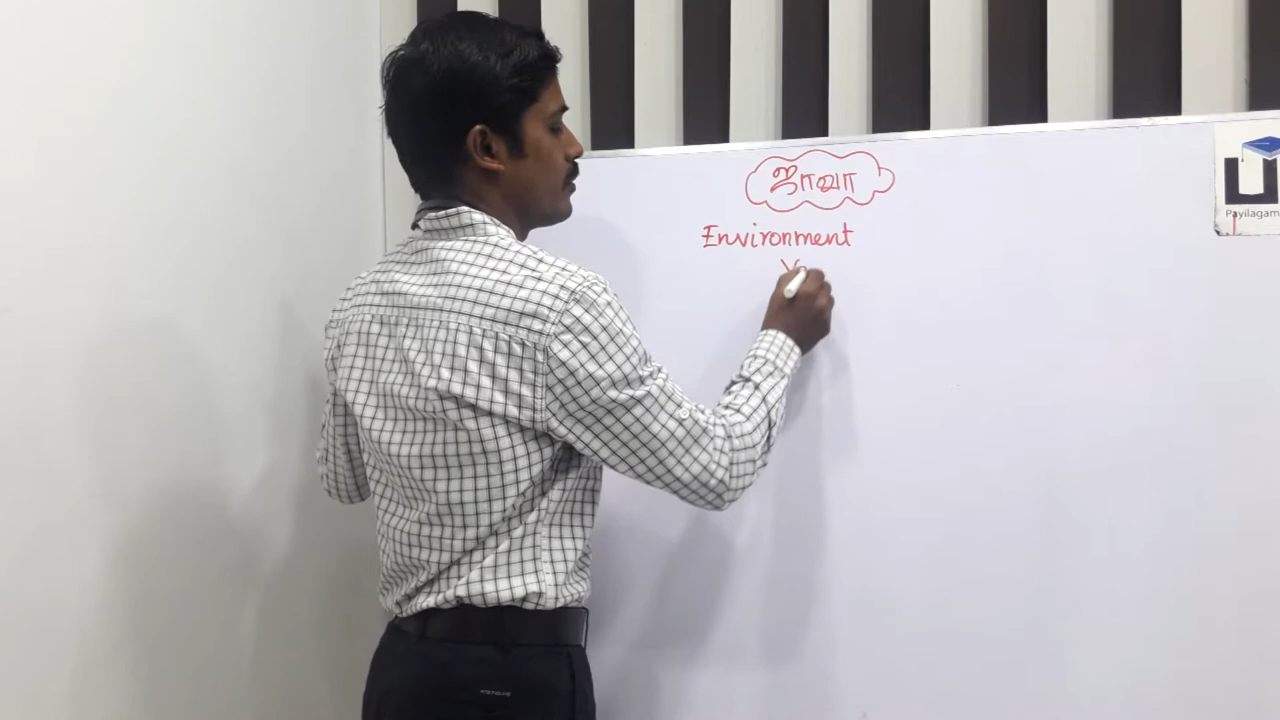 ஜாவா
Environment
V
Payilagam